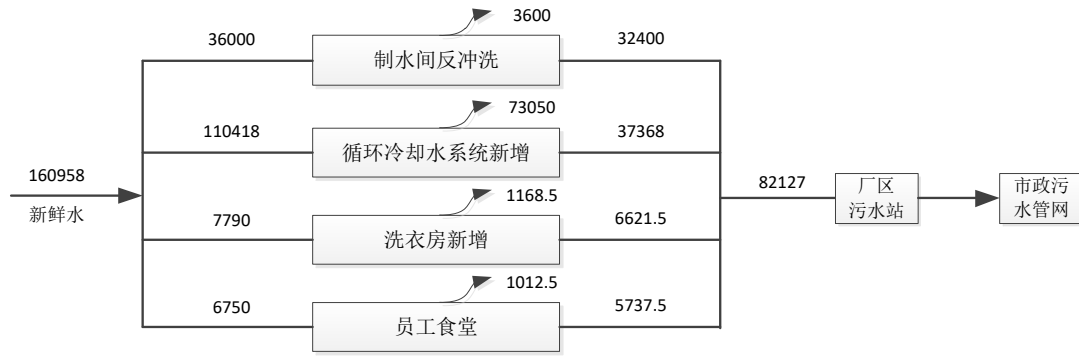 3600
36000
制水间反冲洗
32400
73050
110418
循环冷却水系统新增
37368
160958
新鲜水
1168.5
7790
洗衣房新增
6621.5
82127
厂区
污水站
市政污
水管网
1012.5
6750
员工食堂
5737.5